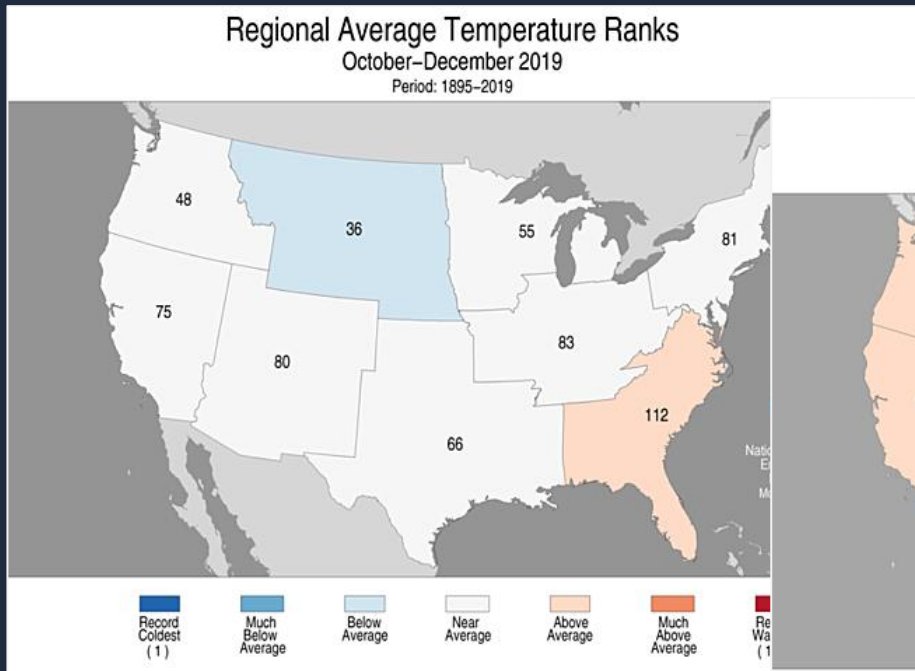 Regional Average Temperature Ranks
October–December 2019
Period: 1895–2019
48
36
55
81
75
80
83
66
112
Record
Coldest
(1)
Much
Below
Average
Below
Average
Near
Average
Above
Average
Much
Above
Average